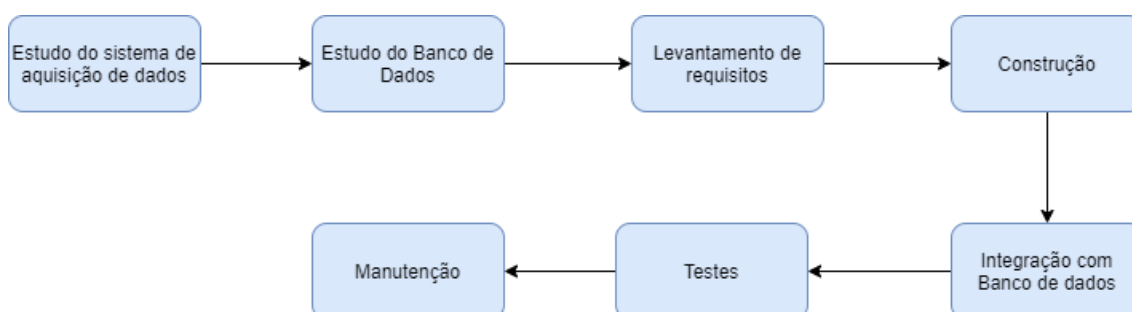 Estudo do sistema de
aquisição de dados
Estudo do Banco de
Dados
Levantamento de
requisitos
Construção
Integração com
Banco de dados
Testes
Manutenção